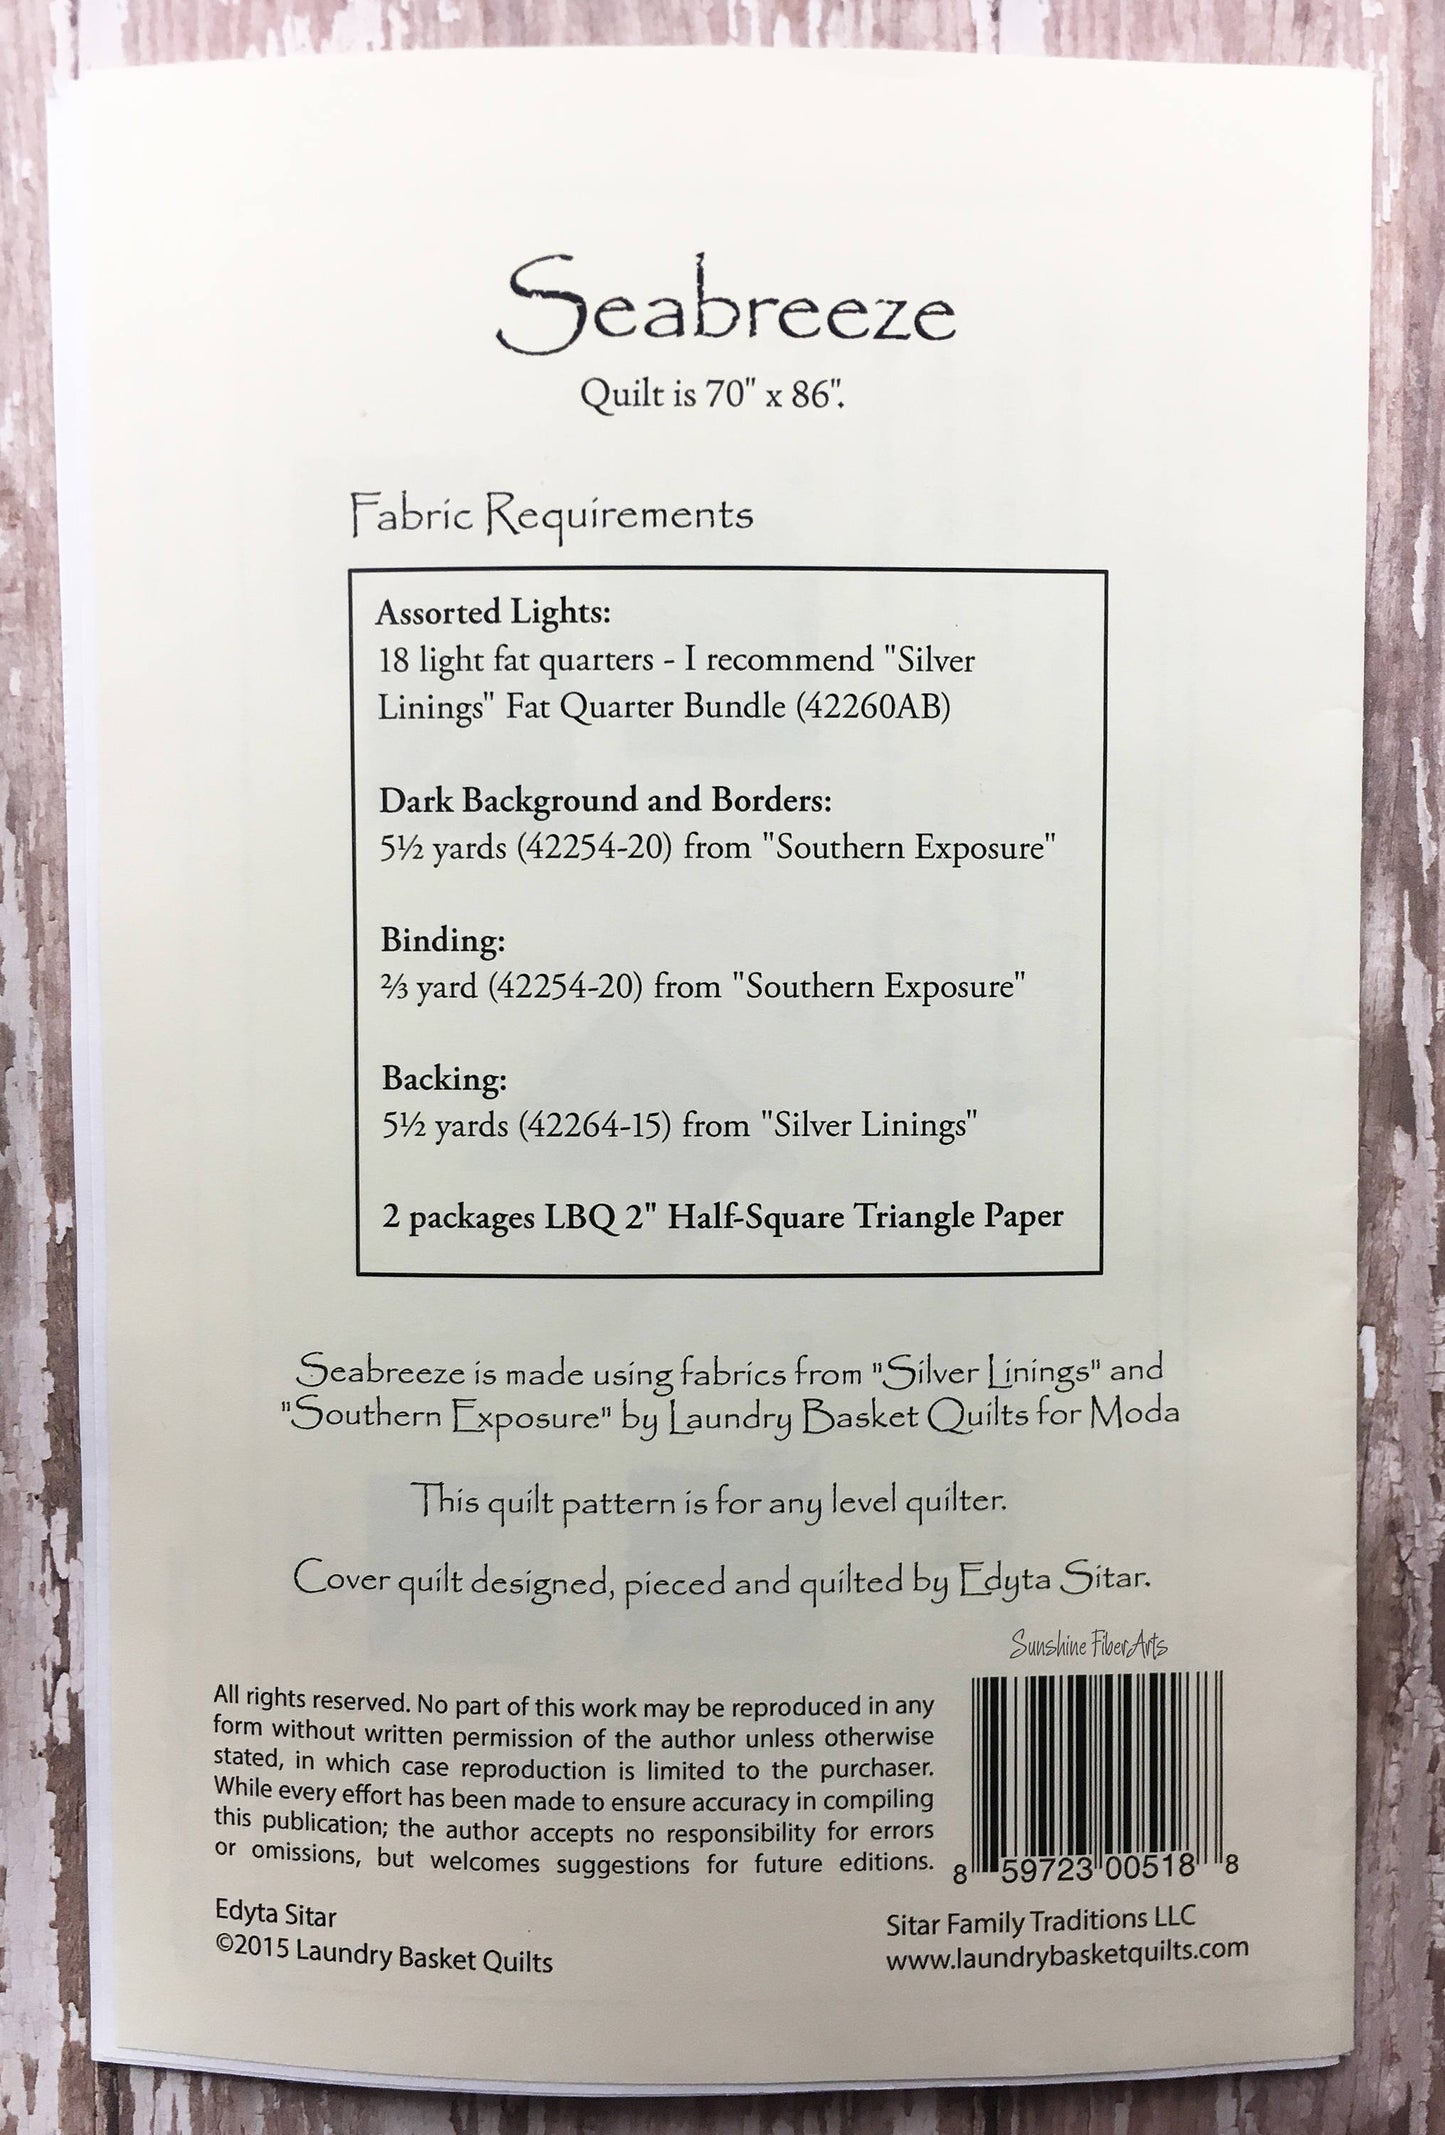 Seabreeze
Quilt is 70" x 86".
Fabric Requirements
Assorted Lights:
18 light fat quarters - I recommend "Silver
Linings" Fat Quarter Bundle (42260AB)
Dark Background and Borders:
5½ yards (42254-20) from "Southern Exposure"
Binding:
⅔ yard (42254-20) from "Southern Exposure"
Backing:
5½ yards (42264-15) from "Silver Linings"
2 packages LBQ 2" Half-Square Triangle Paper
Seabreeze is made using fabrics from "Silver Linings" and
"Southern Exposure" by Laundry Basket Quilts for Moda
This quilt pattern is for any level quilter.
Cover quilt designed, pieced and quilted by Edyta Sitar.
Sunshine Fiber Arts
All rights reserved. No part of this work may be reproduced in any
form without written permission of the author unless otherwise
stated, in which case reproduction is limited to the purchaser.
While every effort has been made to ensure accuracy in compiling
this publication; the author accepts no responsibility for errors
or omissions, but welcomes suggestions for future editions.
8 59723 00518 8
Edyta Sitar
©2015 Laundry Basket Quilts
Sitar Family Traditions LLC
www.laundrybasketquilts.com